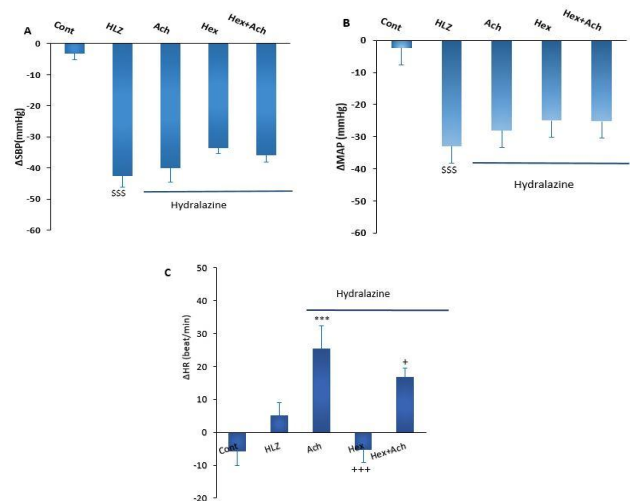 A
Cont HLZ Ach Hex Hex+Ach
0
-10
-20
-30
-40
-50
-60
ΔSBP(mmHg)
$$$
Hydralazine
B
Cont HLZ Ach Hex Hex+Ach
0
-10
-20
-30
-40
-50
-60
ΔMAP (mmHg)
$$$
Hydralazine
C
50
40
30
20
10
0
-10
-20
ΔHR (beat/min)
Hydralazine
***
+
Cont HLZ Ach Hex Hex+Ach
+++